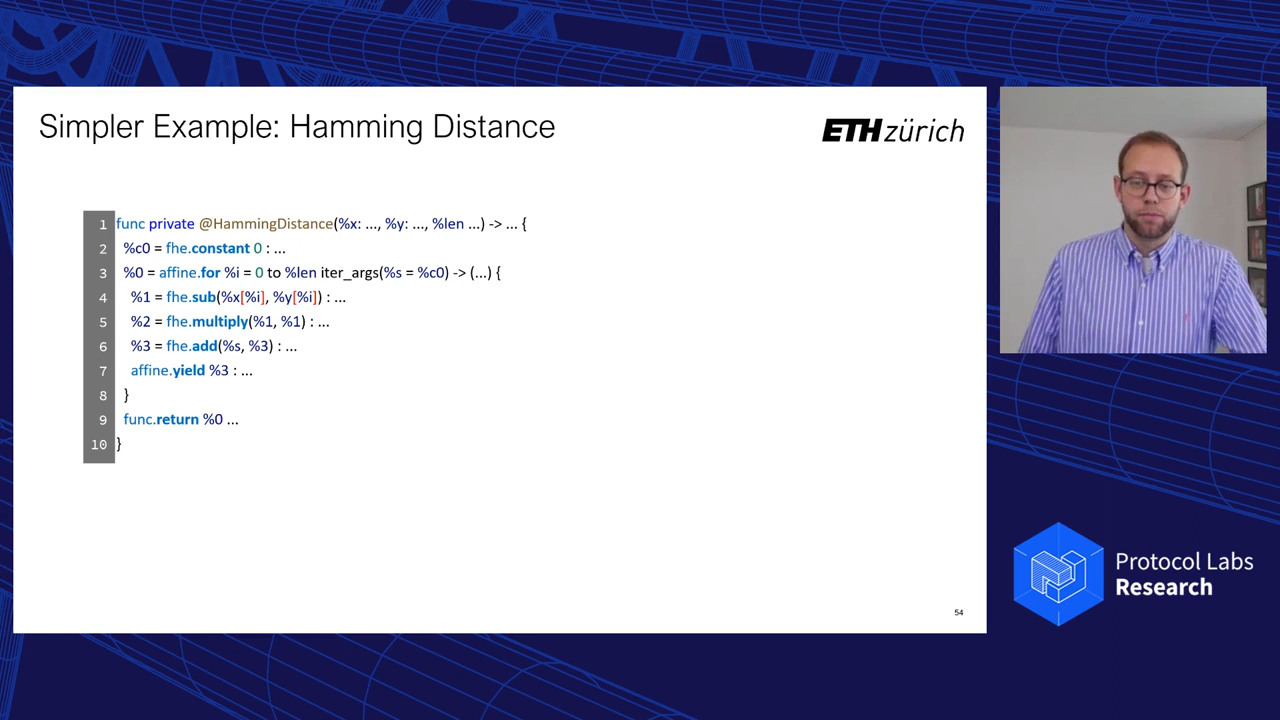 Simpler Example: Hamming Distance
ETH zürich
1 func private @HammingDistance(%x: ..., %y: ..., %len ...) -> ... {
2 %c0 = fhe.constant 0 : ...
3 %0 = affine.for %i = 0 to %len iter_args(%s = %c0) -> (...) {
4 %1 = fhe.sub(%x[%i], %y[%i]) : ...
5 %2 = fhe.multiply(%1, %1) : ...
6 %3 = fhe.add(%s, %3) : ...
7 affine.yield %3 : ...
8 }
9 func.return %0 ...
10 }
54
Protocol Labs
Research